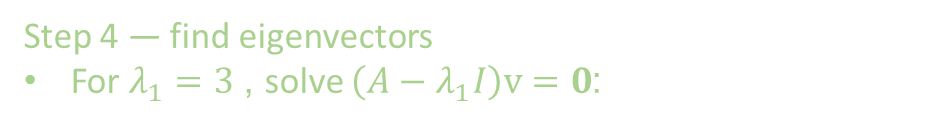 Step 4 — find eigenvectors
• For 𝜆₁ = 3 , solve (𝐴 − 𝜆₁𝐼)v = 𝟎: